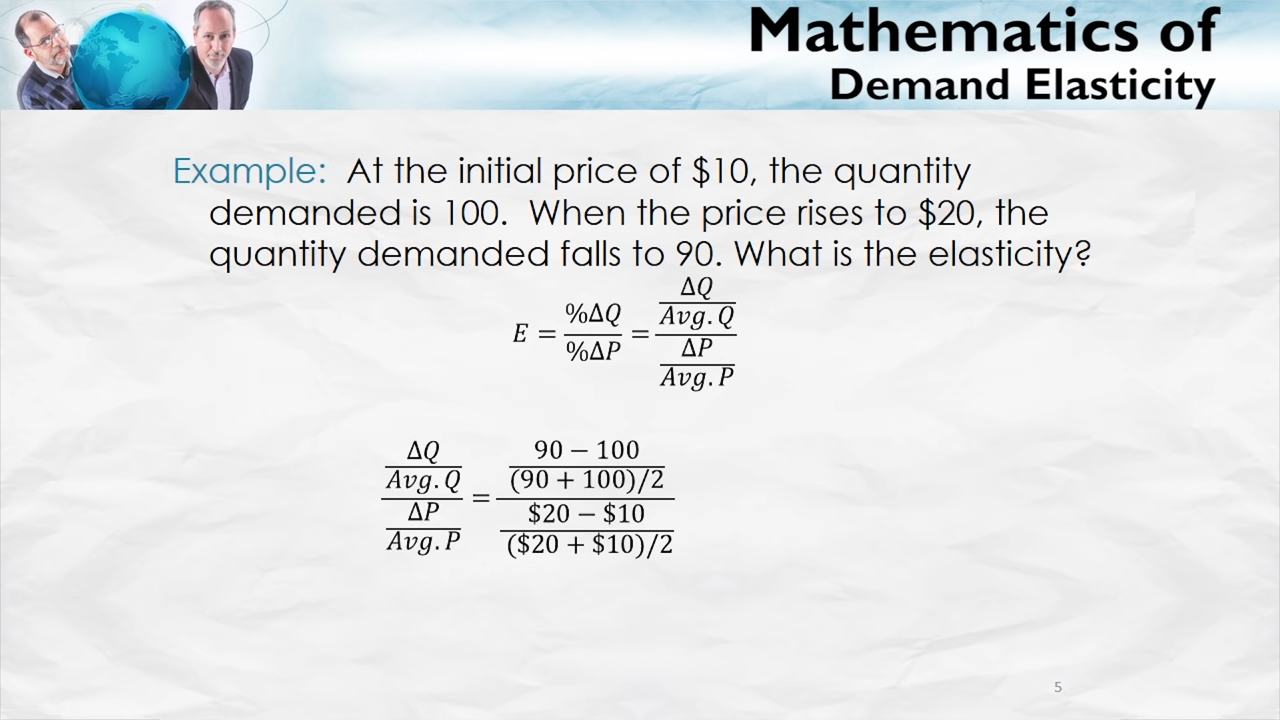 Mathematics of
Demand Elasticity
Example: At the initial price of $10, the quantity
demanded is 100. When the price rises to $20, the
quantity demanded falls to 90. What is the elasticity?
E = %ΔQ / %ΔP = (ΔQ / Avg. Q) / (ΔP / Avg. P)
(ΔQ / Avg. Q) / (ΔP / Avg. P) = (90 − 100 / (90 + 100)/2) / ($20 − $10 / ($20 + $10)/2)
5